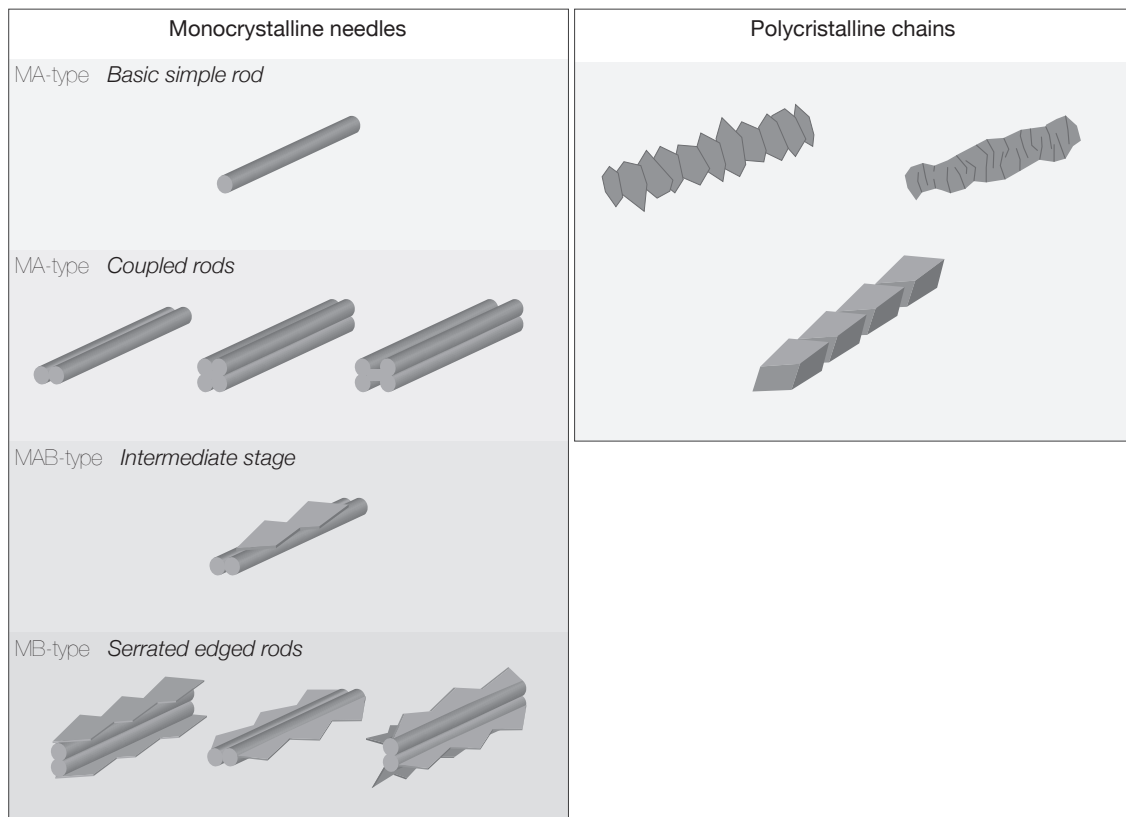 Monocrystalline needles
MA-type Basic simple rod
MA-type Coupled rods
MAB-type Intermediate stage
MB-type Serrated edged rods
Polycristalline chains